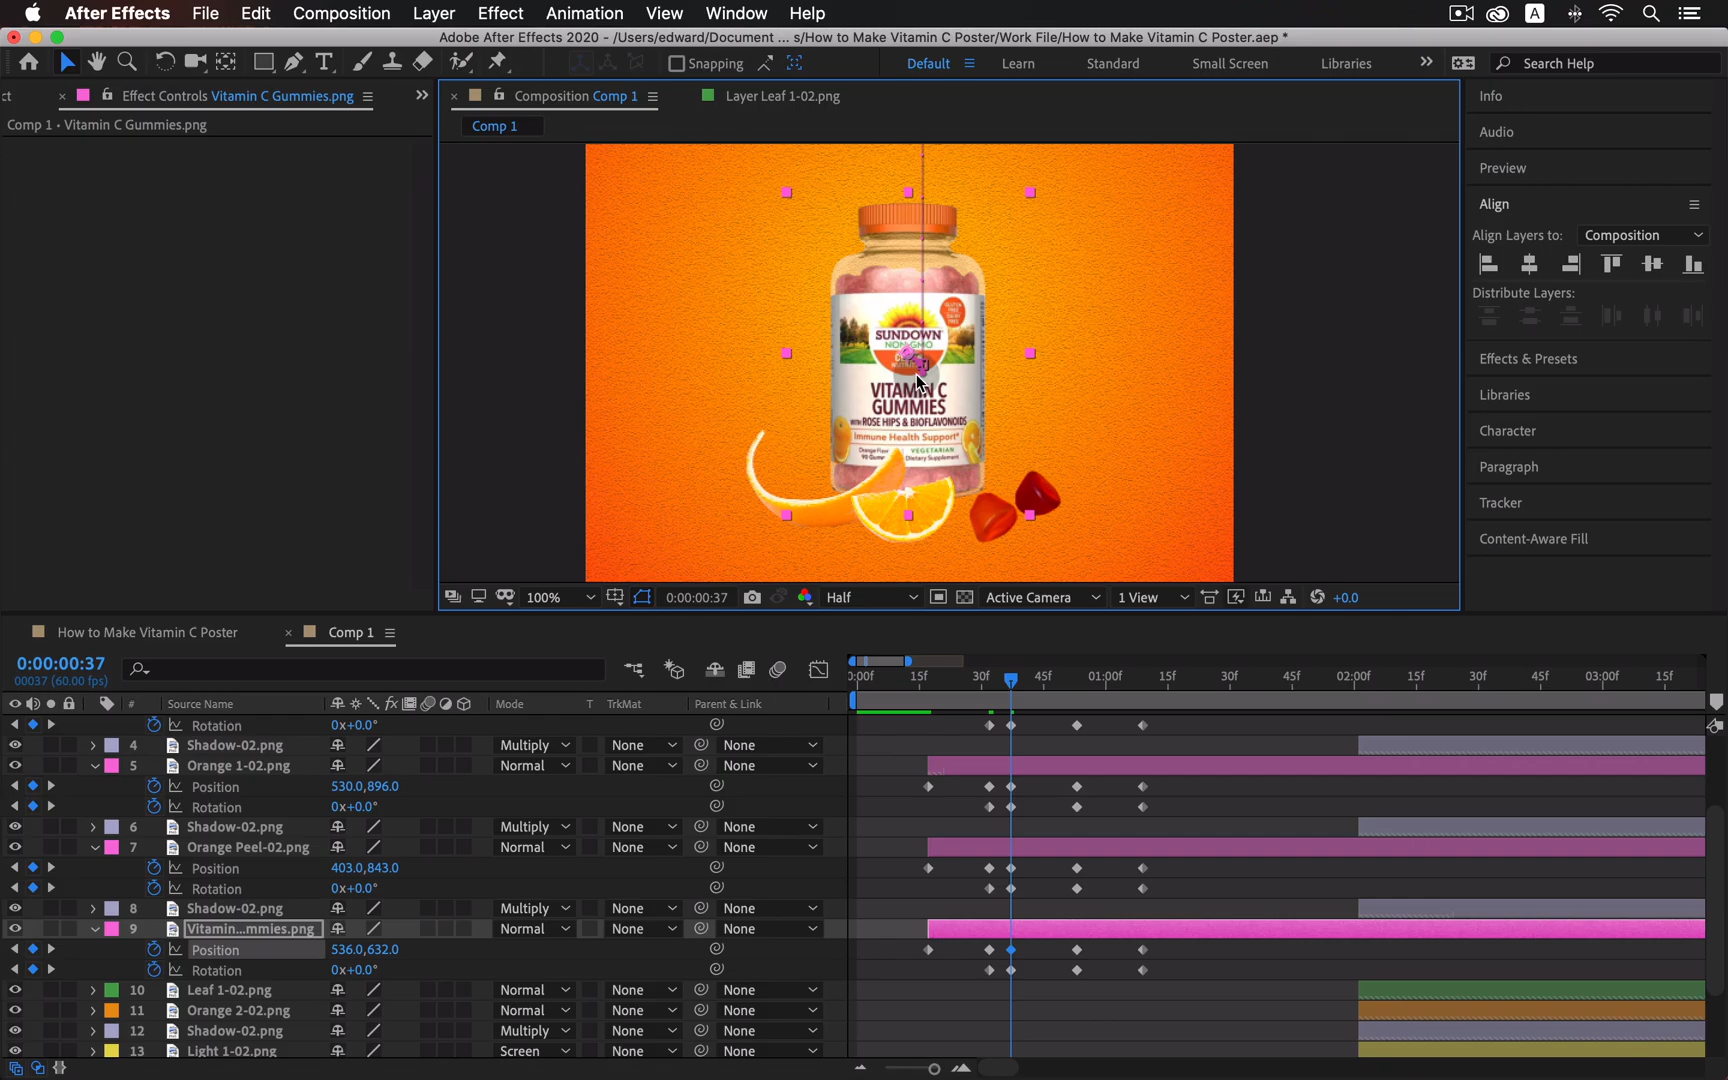 After Effects File Edit Composition Layer Effect Animation View Window Help
Adobe After Effects 2020 - /Users/edward/Document ... s/How to Make Vitamin C Poster/Work File/How to Make Vitamin C Poster.aep *
Snapping Default Learn Standard Small Screen Libraries Search Help
ct Effect Controls Vitamin C Gummies.png
Composition Comp 1 Layer Leaf 1-02.png
Comp 1 • Vitamin C Gummies.png
Comp 1
Info
Audio
Preview
Align
Align Layers to: Composition
Distribute Layers:
Effects & Presets
Libraries
Character
Paragraph
Tracker
Content-Aware Fill
SUNDOWN
NON-GMO
VITAMIN C
GUMMIES
WITH ROSE HIPS & BIOFLAVONOIDS
Immune Health Support*
Orange Flav VEGETARIAN
90 Gumm Dietary Supplement
100% 0:00:00:37 Half Active Camera 1 View +0.0
How to Make Vitamin C Poster Comp 1
0:00:00:37
00037 (60.00 fps)
0:00f 15f 30f 45f 01:00f 15f 30f 45f 02:00f 15f 30f 45f 03:00f 15f
# Source Name Mode T TrkMat Parent & Link
Rotation 0x+0.0°
4 Shadow-02.png Multiply None None
5 Orange 1-02.png Normal None None
Position 530.0,896.0
Rotation 0x+0.0°
6 Shadow-02.png Multiply None None
7 Orange Peel-02.png Normal None None
Position 403.0,843.0
Rotation 0x+0.0°
8 Shadow-02.png Multiply None None
9 Vitamin...mmies.png Normal None None
Position 536.0,632.0
Rotation 0x+0.0°
10 Leaf 1-02.png Normal None None
11 Orange 2-02.png Normal None None
12 Shadow-02.png Multiply None None
13 Light 1-02.png Screen None None